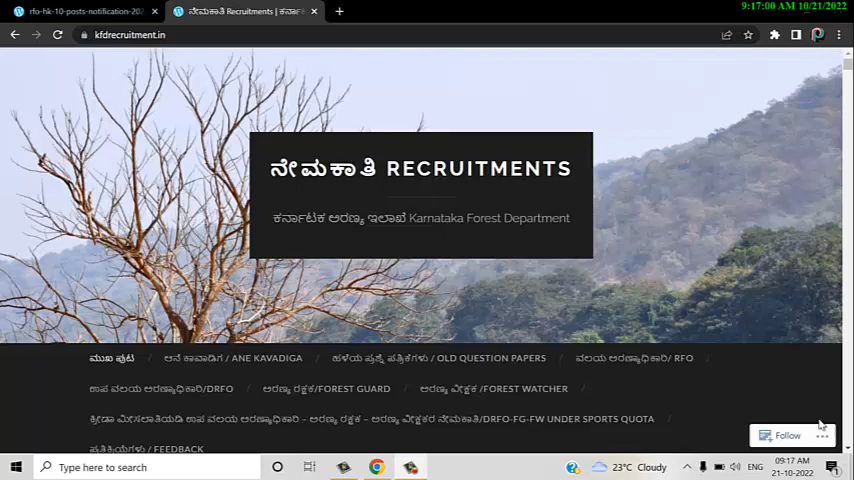 rfo-hk-10-posts-notification-202
ನೇಮಕಾತಿ Recruitments | ಕರ್ನಾಟಕ
9:17:00 AM 10/21/2022
kfdrecruitment.in
ನೇಮಕಾತಿ RECRUITMENTS
ಕರ್ನಾಟಕ ಅರಣ್ಯ ಇಲಾಖೆ Karnataka Forest Department
ಮುಖ ಪುಟ / ಆನೆ ಕಾವಾಡಿಗ / ANE KAVADIGA / ಹಳೆಯ ಪ್ರಶ್ನೆ ಪತ್ರಿಕೆಗಳು / OLD QUESTION PAPERS / ವಲಯ ಅರಣ್ಯಾಧಿಕಾರಿ/ RFO /
ಉಪ ವಲಯ ಅರಣ್ಯಾಧಿಕಾರಿ/DRFO / ಅರಣ್ಯ ರಕ್ಷಕ/FOREST GUARD / ಅರಣ್ಯ ವೀಕ್ಷಕ /FOREST WATCHER /
ಕ್ರೀಡಾ ಮೀಸಲಾತಿಯಡಿ ಉಪ ವಲಯ ಅರಣ್ಯಾಧಿಕಾರಿ – ಅರಣ್ಯ ರಕ್ಷಕ – ಅರಣ್ಯ ವೀಕ್ಷಕರ ನೇಮಕಾತಿ/DRFO-FG-FW UNDER SPORTS QUOTA /
ಪ್ರತಿಕ್ರಿಯೆಗಳು / FEEDBACK
Follow
Type here to search
23°C Cloudy
ENG
09:17 AM
21-10-2022
1